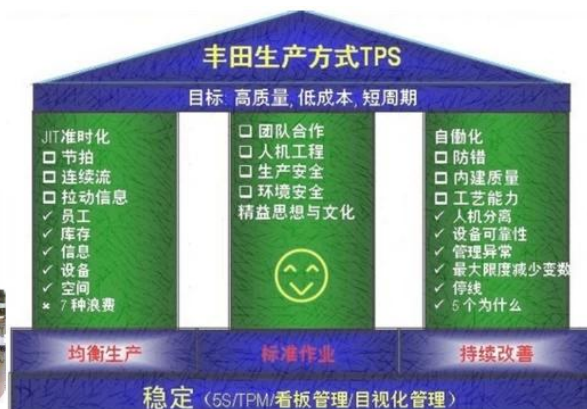 丰田生产方式TPS
目标: 高质量, 低成本, 短周期
JIT准时化
节拍
连续流
拉动信息
员工
库存
信息
设备
空间
7种浪费
团队合作
人机工程
生产安全
环境安全
精益思想与文化
自働化
防错
内建质量
工艺能力
人机分离
设备可靠性
管理异常
最大限度减少变数
停线
5个为什么
均衡生产
标准作业
持续改善
稳定（5S/TPM/看板管理/目视化管理）